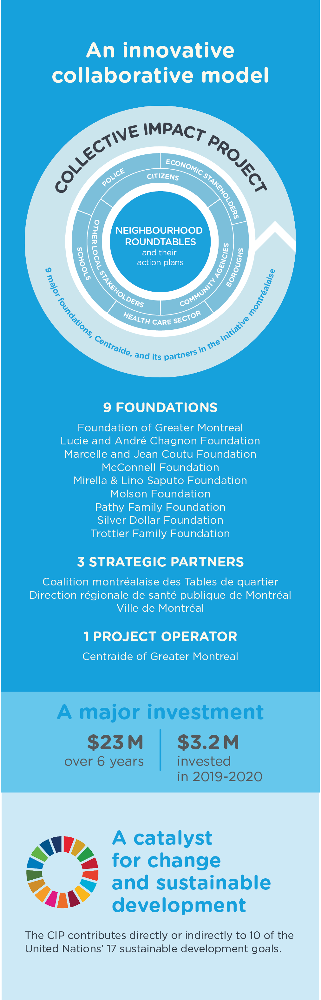 An innovative
collaborative model
COLLECTIVE IMPACT PROJECT
POLICE
ECONOMIC STAKEHOLDERS
CITIZENS
OTHER LOCAL STAKEHOLDERS
COMMUNITY AGENCIES
SCHOOLS
BOROUGHS
HEALTH CARE SECTOR
NEIGHBOURHOOD
ROUNDTABLES
and their
action plans
9 major foundations, Centraide, and its partners in the Initiative montréalaise
9 FOUNDATIONS
Foundation of Greater Montreal
Lucie and André Chagnon Foundation
Marcelle and Jean Coutu Foundation
McConnell Foundation
Mirella & Lino Saputo Foundation
Molson Foundation
Pathy Family Foundation
Silver Dollar Foundation
Trottier Family Foundation
3 STRATEGIC PARTNERS
Coalition montréalaise des Tables de quartier
Direction régionale de santé publique de Montréal
Ville de Montréal
1 PROJECT OPERATOR
Centraide of Greater Montreal
A major investment
$23 M
over 6 years
$3.2 M
invested
in 2019-2020
A catalyst
for change
and sustainable
development
The CIP contributes directly or indirectly to 10 of the
United Nations’ 17 sustainable development goals.